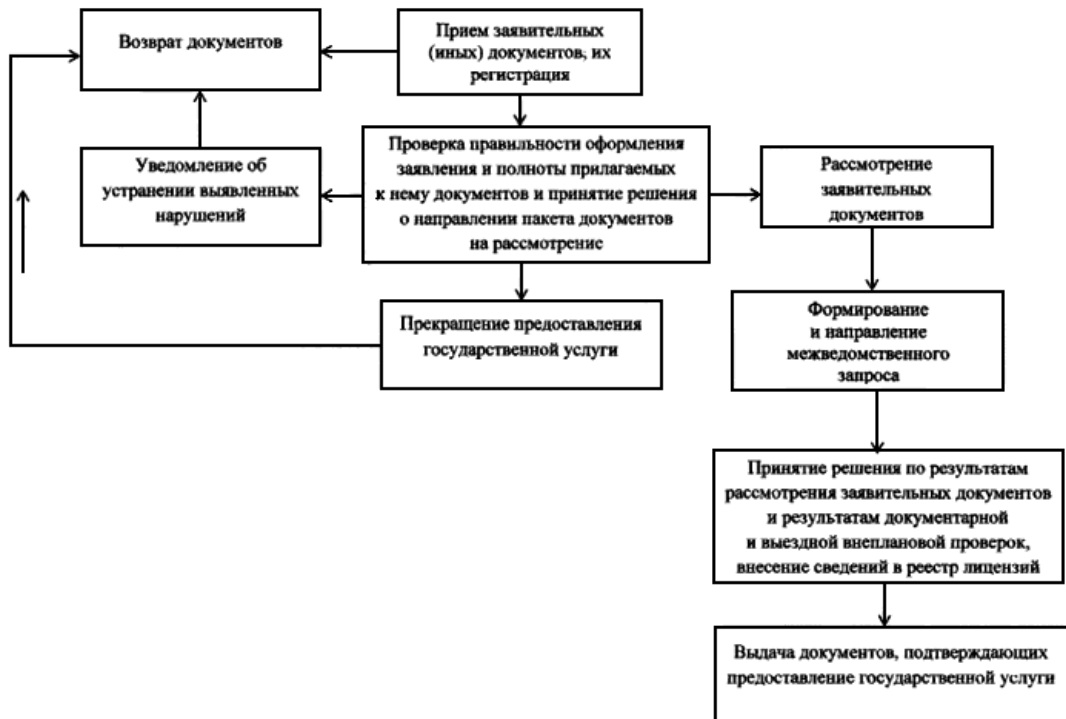 Возврат документов
Прием заявительных
(иных) документов, их
регистрация
Уведомление об
устранении выявленных
нарушений
Проверка правильности оформления
заявления и полноты прилагаемых
к нему документов и принятие решения
о направлении пакета документов
на рассмотрение
Рассмотрение
заявительных
документов
Прекращение предоставления
государственной услуги
Формирование
и направление
межведомственного
запроса
Принятие решения по результатам
рассмотрения заявительных документов
и результатам документарной
и выездной внеплановой проверок,
внесение сведений в реестр лицензий
Выдача документов, подтверждающих
предоставление государственной услуги